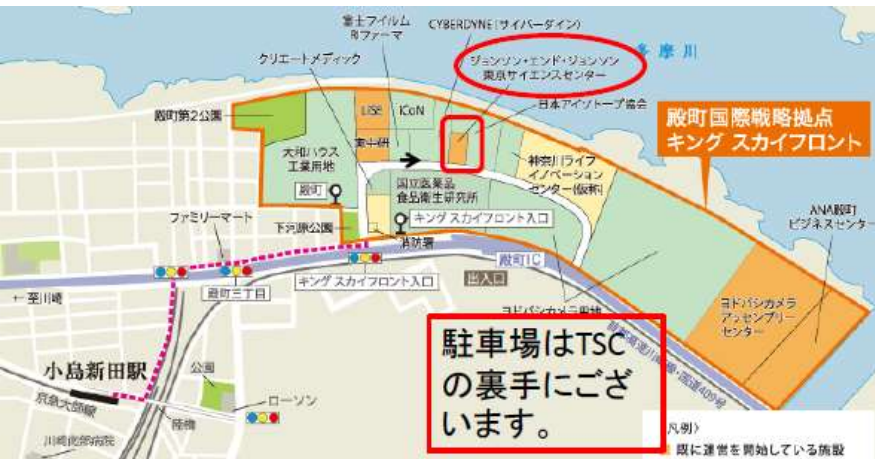 富士フイルム
RIファーマ
CYBERDYNE(サイバーダイン)
クリエートメディック
ジョンソン・エンド・ジョンソン
東京サイエンスセンター
多摩川
日本アイソトープ協会
殿町国際戦略拠点
キング スカイフロント
殿町第2公園
LiSE
iCoN
実中研
大和ハウス
工業用地
神奈川ライフ
イノベーション
センター(仮称)
国立医薬品
食品衛生研究所
殿町
キング スカイフロント入口
ANA殿町
ビジネスセンター
ファミリーマート
下河原公園
消防署
殿町IC
出入口
キング スカイフロント入口
殿町三丁目
←至川崎
ヨドバシカメラ用地
ヨドバシカメラ
アッセンブリー
センター
駐車場はTSC
の裏手にござ
います。
小島新田駅
公園
ローソン
京急大師線
陸橋
国道409号
凡例〉
既に運営を開始している施設